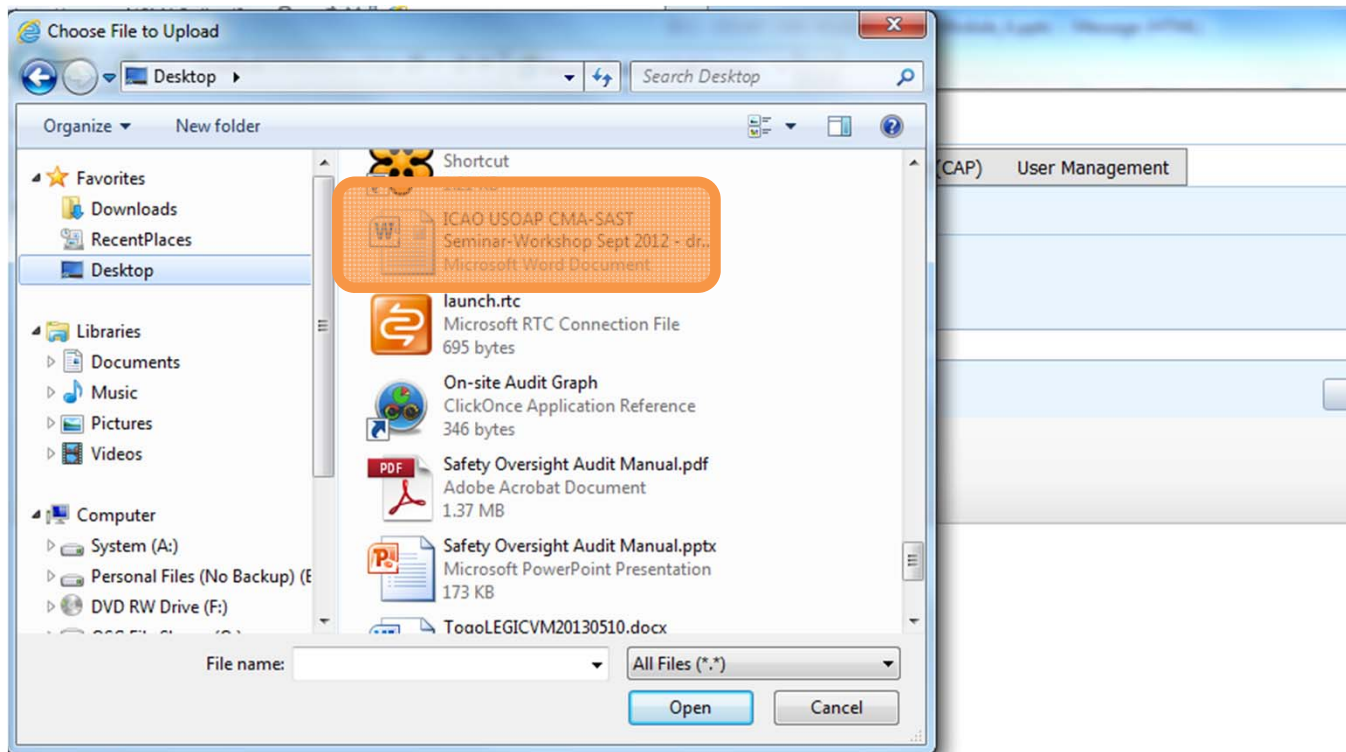 Choose File to Upload
Desktop
Search Desktop
Organize
New folder
Favorites
Downloads
RecentPlaces
Desktop
Libraries
Documents
Music
Pictures
Videos
Computer
System (A:)
Personal Files (No Backup) (E
DVD RW Drive (F:)
Shortcut
ICAO USOAP CMA-SAST
Seminar-Workshop Sept 2012 - dr...
Microsoft Word Document
launch.rtc
Microsoft RTC Connection File
695 bytes
On-site Audit Graph
ClickOnce Application Reference
346 bytes
PDF
Safety Oversight Audit Manual.pdf
Adobe Acrobat Document
1.37 MB
Safety Oversight Audit Manual.pptx
Microsoft PowerPoint Presentation
173 KB
TogoLEGICVM20130510.docx
File name:
All Files (*.*)
Open
Cancel
(CAP)
User Management